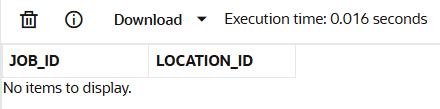 Download Execution time: 0.016 seconds
JOB_ID LOCATION_ID
No items to display.